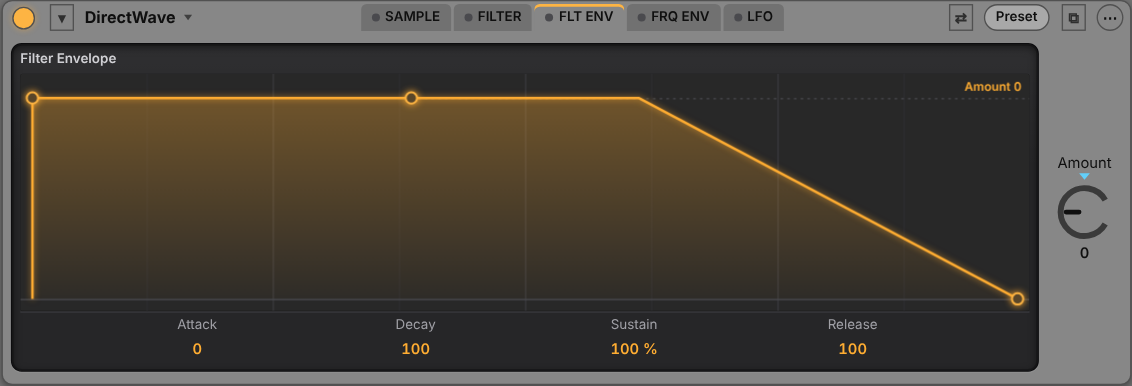 DirectWave
SAMPLE
FILTER
FLT ENV
FRQ ENV
LFO
Preset
Filter Envelope
Amount 0
Amount
0
Attack
Decay
Sustain
Release
0
100
100 %
100